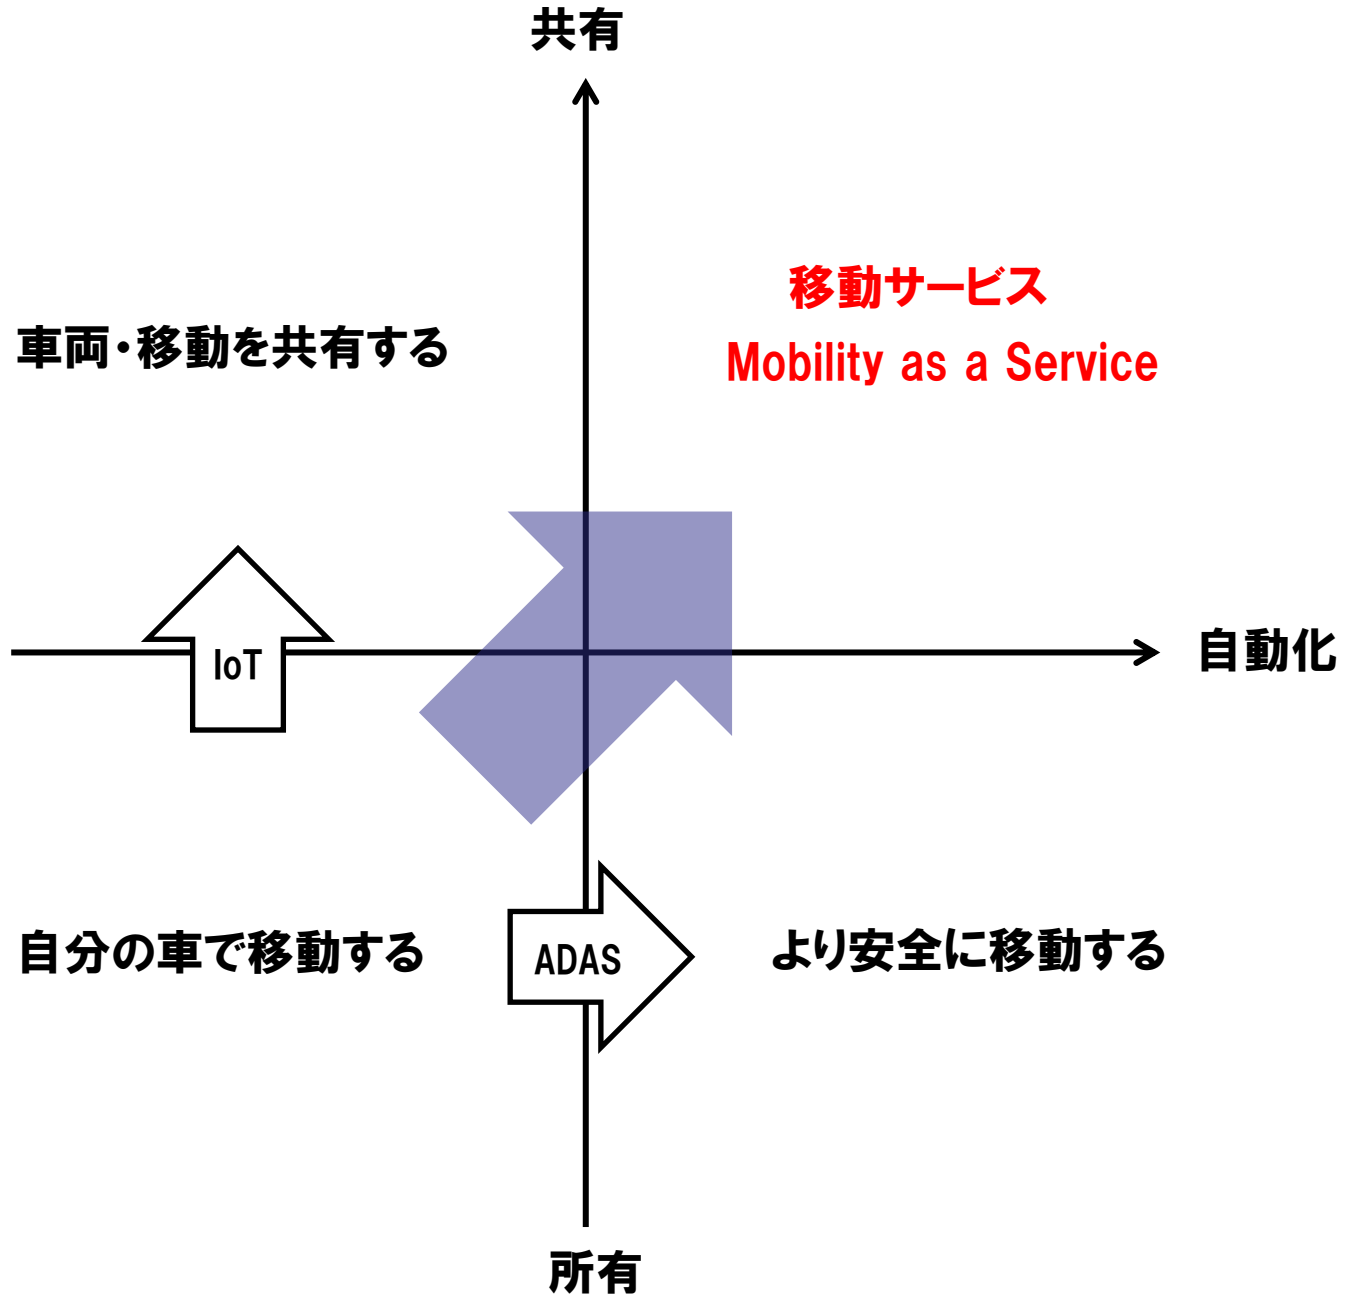 共有
移動サービス
車両・移動を共有する
Mobility as a Service
IoT
自動化
自分の車で移動する
ADAS
より安全に移動する
所有